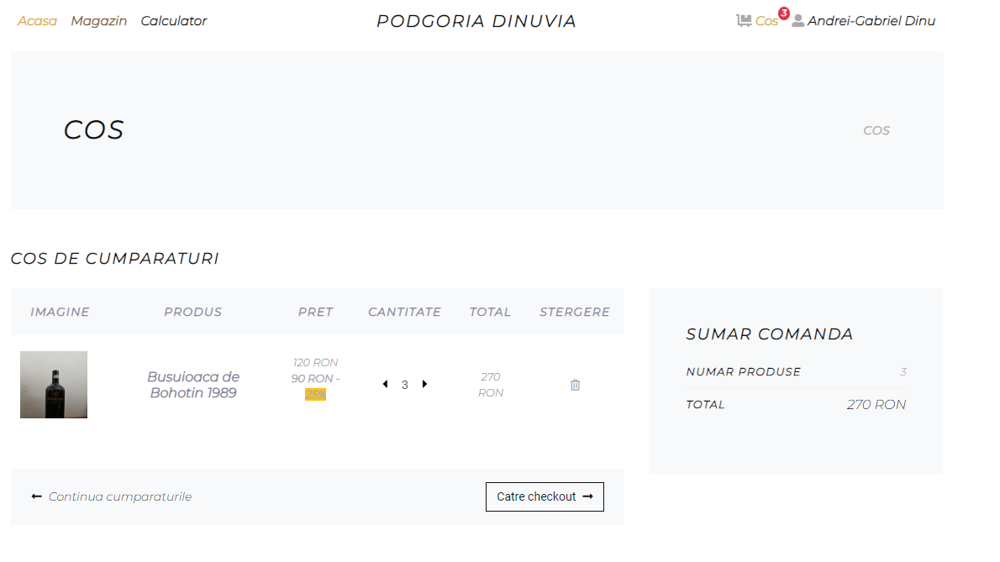 Acasa Magazin Calculator PODGORIA DINUVIA Cos 3 Andrei-Gabriel Dinu
COS COS
COS DE CUMPARATURI
IMAGINE PRODUS PRET CANTITATE TOTAL STERGERE
Busuioaca de
Bohotin 1989
120 RON
90 RON -
25%
3
270
RON
Continua cumparaturile
Catre checkout
SUMAR COMANDA
NUMAR PRODUSE 3
TOTAL 270 RON